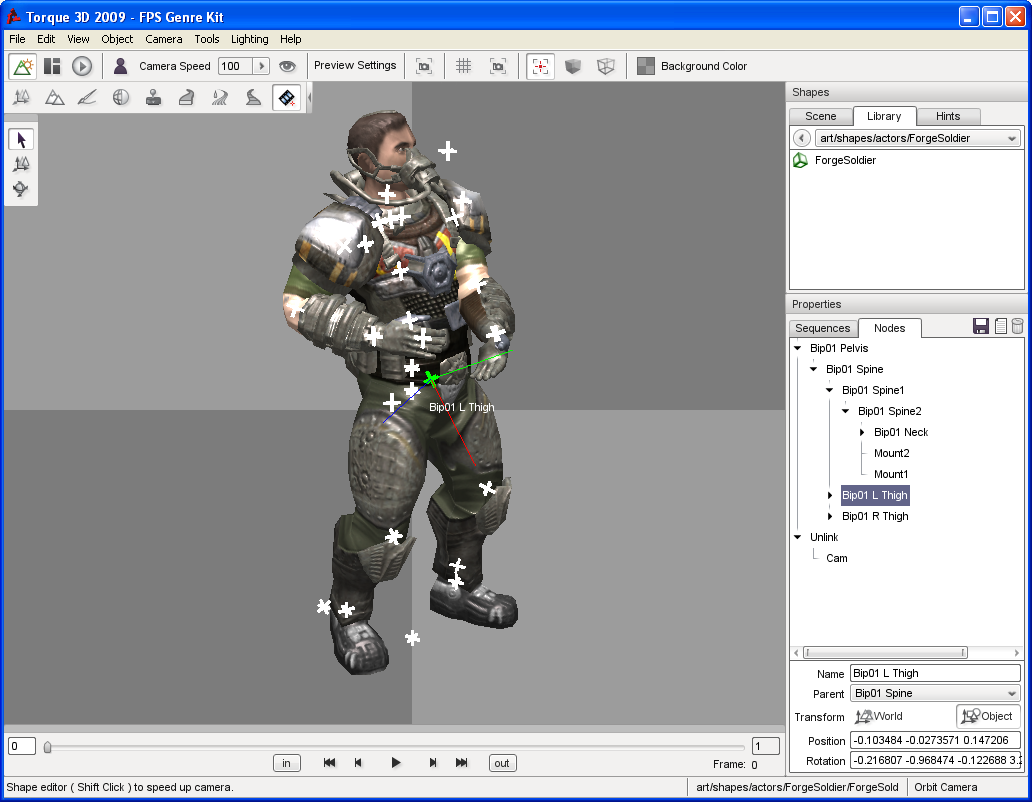 Torque 3D 2009 - FPS Genre Kit
File Edit View Object Camera Tools Lighting Help
Camera Speed 100 Preview Settings Background Color
Shapes
Scene Library Hints
art/shapes/actors/ForgeSoldier
ForgeSoldier
Bip01 L Thigh
Properties
Sequences Nodes
Bip01 Pelvis
Bip01 Spine
Bip01 Spine1
Bip01 Spine2
Bip01 Neck
Mount2
Mount1
Bip01 L Thigh
Bip01 R Thigh
Unlink
Cam
Name Bip01 L Thigh
Parent Bip01 Spine
Transform World Object
Position -0.103484 -0.0273571 0.147206
Rotation -0.216807 -0.968474 -0.122688 3.2
0 1
in out Frame: 0
Shape editor ( Shift Click ) to speed up camera. art/shapes/actors/ForgeSoldier/ForgeSold Orbit Camera